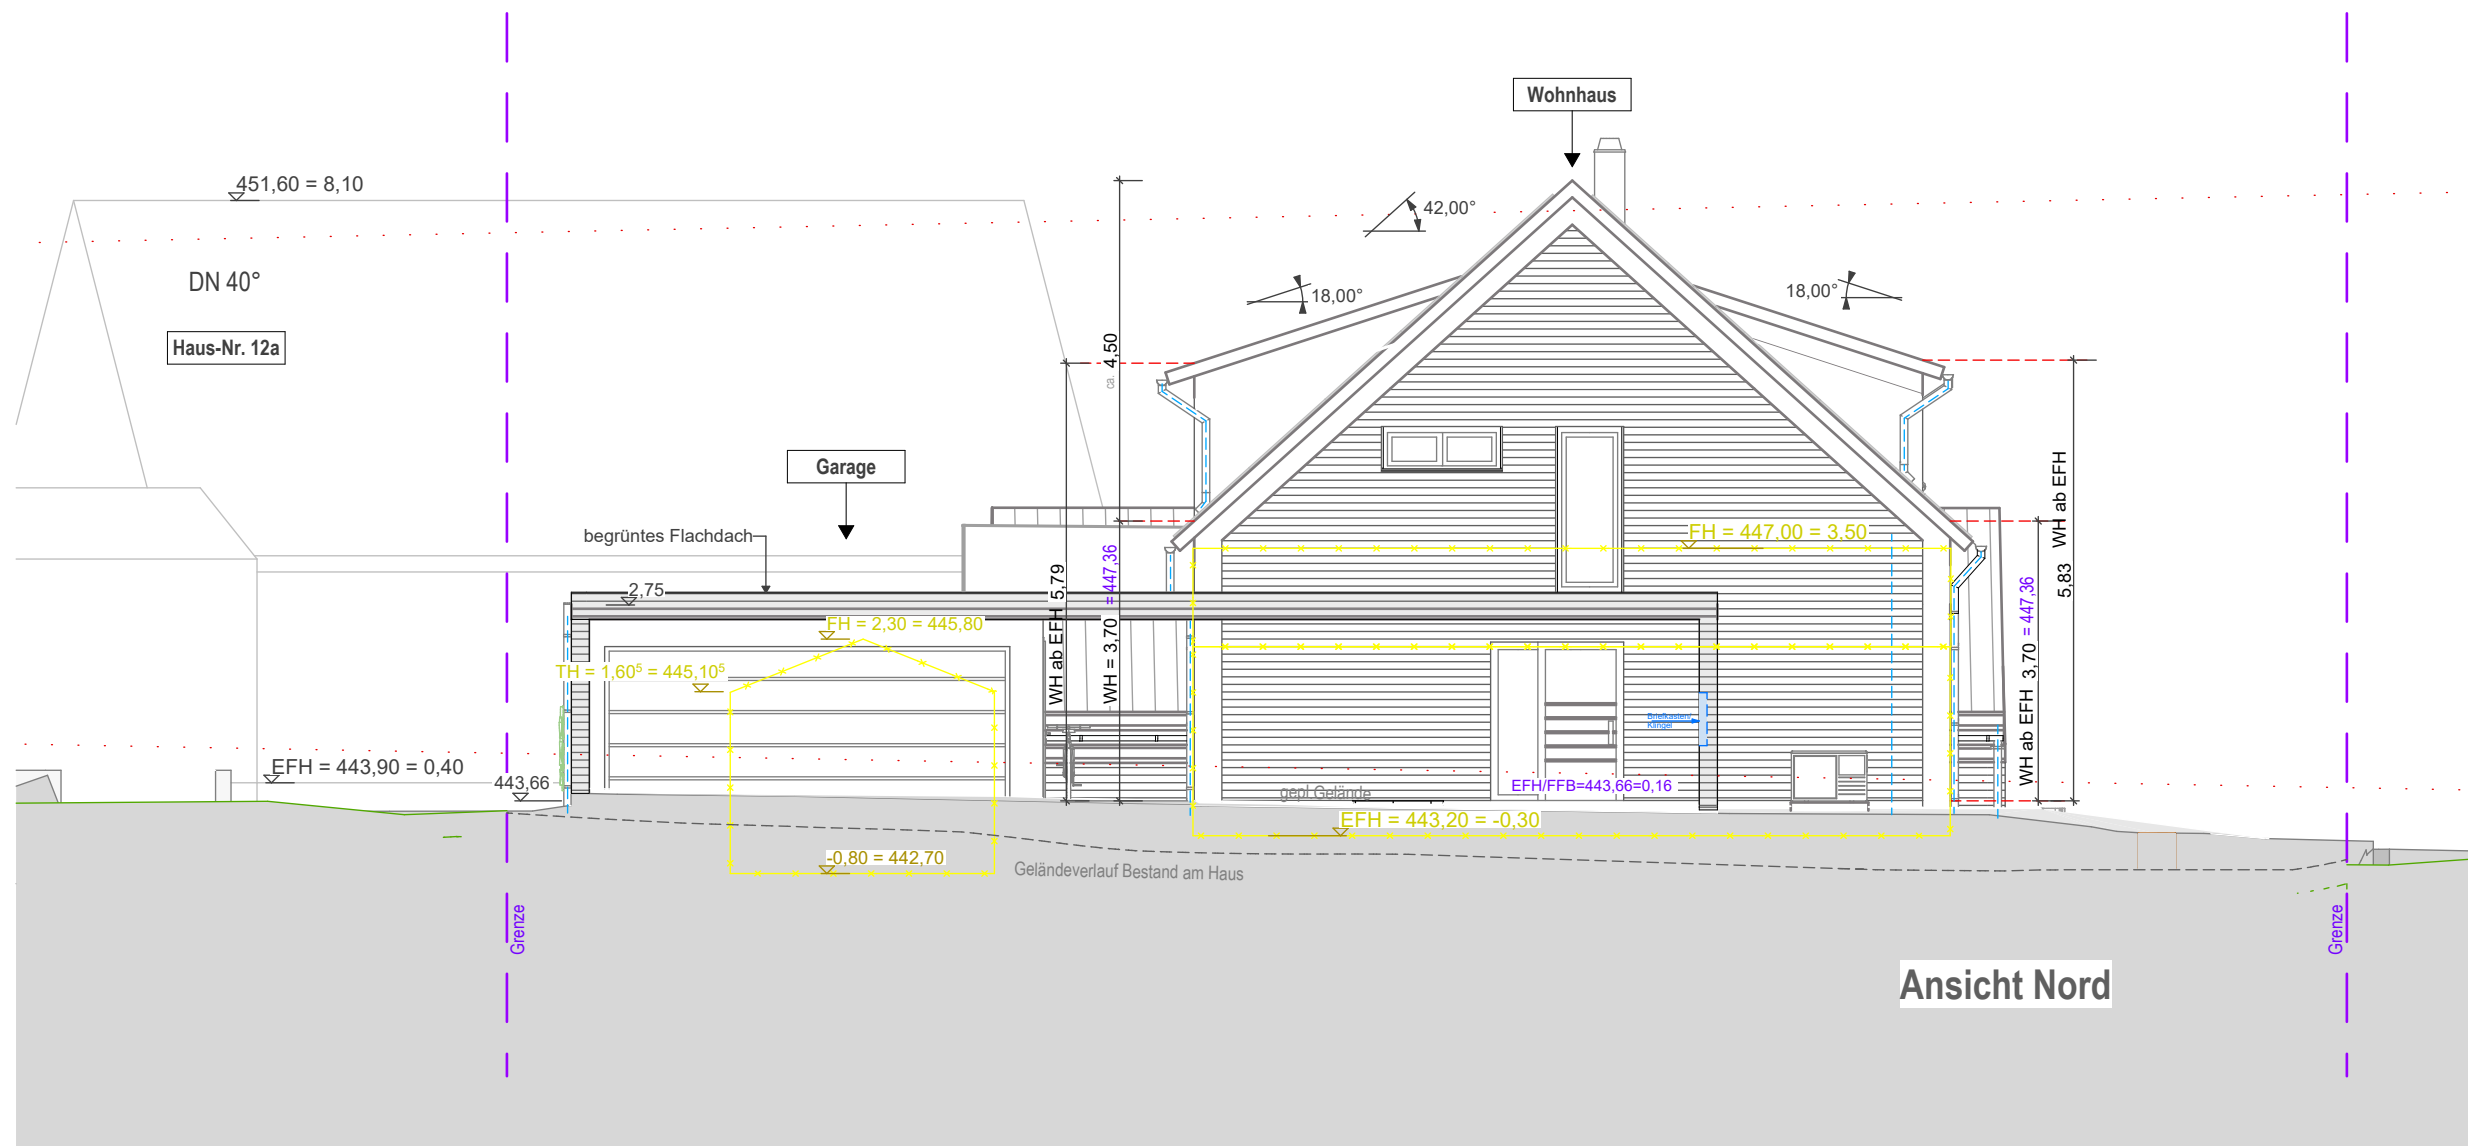 Wohnhaus
451,60 = 8,10
42,00°
DN 40°
18,00°
18,00°
Haus-Nr. 12a
ca. 4,50
Garage
WH ab EFH 5,83
begrüntes Flachdach
FH = 447,00 = 3,50
2,75
WH ab EFH 5,79
WH = 3,70 = 447,36
WH ab EFH 3,70 = 447,36
FH = 2,30 = 445,80
TH = 1,60⁵ = 445,10⁵
Briefkasten/
Klingel
EFH = 443,90 = 0,40
443,66
EFH/FFB=443,66=0,16
gepl Gelände
EFH = 443,20 = -0,30
-0,80 = 442,70
Geländeverlauf Bestand am Haus
Grenze
Grenze
Ansicht Nord